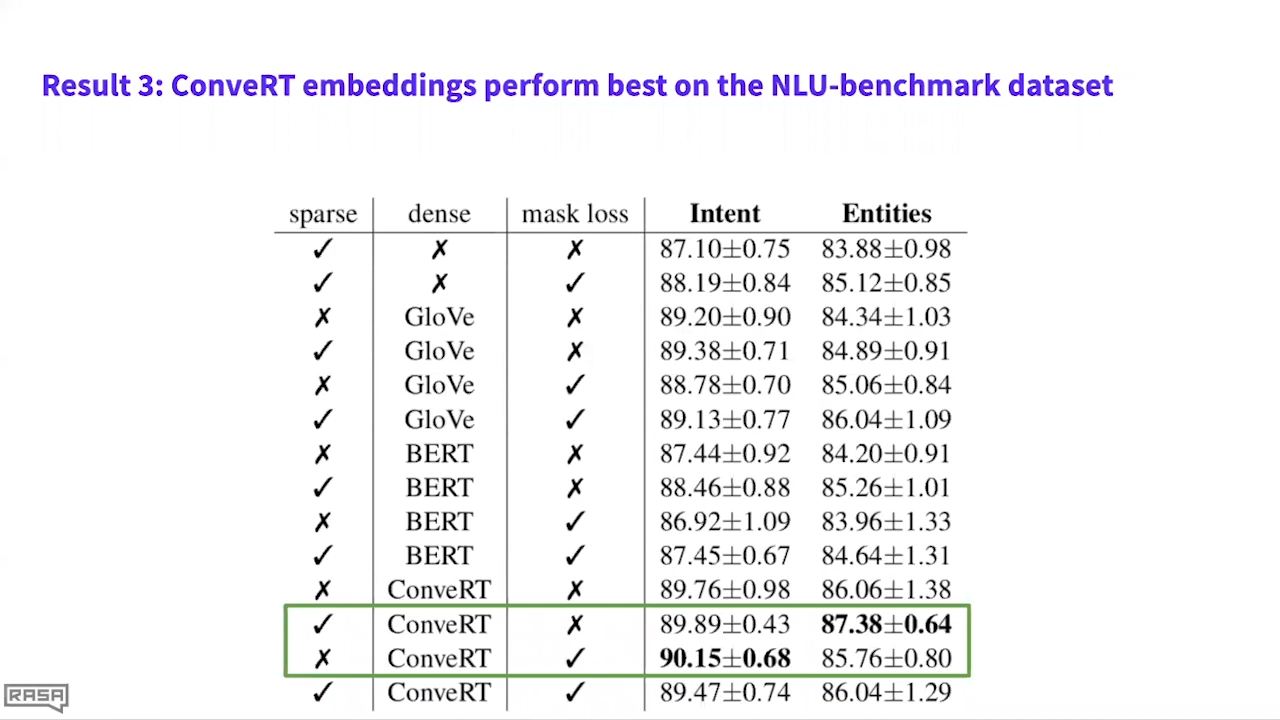 Result 3: ConveRT embeddings perform best on the NLU-benchmark dataset
sparse dense mask loss Intent Entities
✓ ✗ ✗ 87.10±0.75 83.88±0.98
✓ ✗ ✓ 88.19±0.84 85.12±0.85
✗ GloVe ✗ 89.20±0.90 84.34±1.03
✓ GloVe ✗ 89.38±0.71 84.89±0.91
✗ GloVe ✓ 88.78±0.70 85.06±0.84
✓ GloVe ✓ 89.13±0.77 86.04±1.09
✗ BERT ✗ 87.44±0.92 84.20±0.91
✓ BERT ✗ 88.46±0.88 85.26±1.01
✗ BERT ✓ 86.92±1.09 83.96±1.33
✓ BERT ✓ 87.45±0.67 84.64±1.31
✗ ConveRT ✗ 89.76±0.98 86.06±1.38
✓ ConveRT ✗ 89.89±0.43 87.38±0.64
✗ ConveRT ✓ 90.15±0.68 85.76±0.80
✓ ConveRT ✓ 89.47±0.74 86.04±1.29
RASA